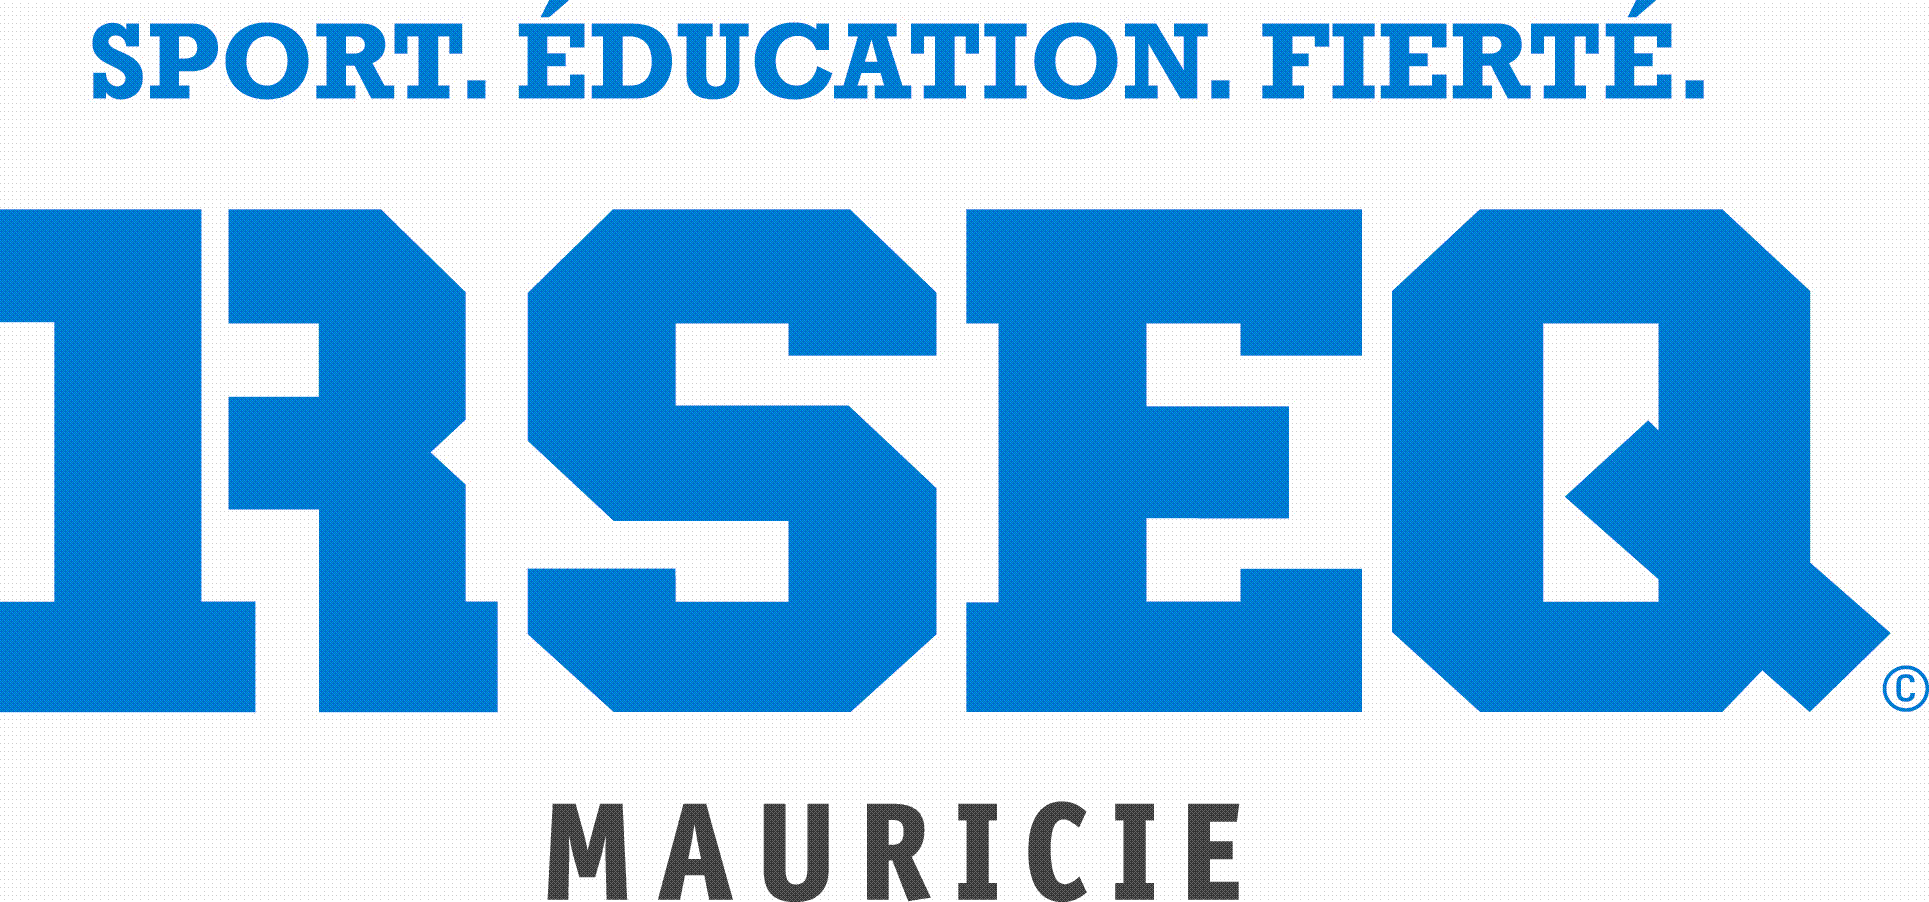 SPORT. ÉDUCATION. FIERTÉ.
RSEQ
©
MAURICIE